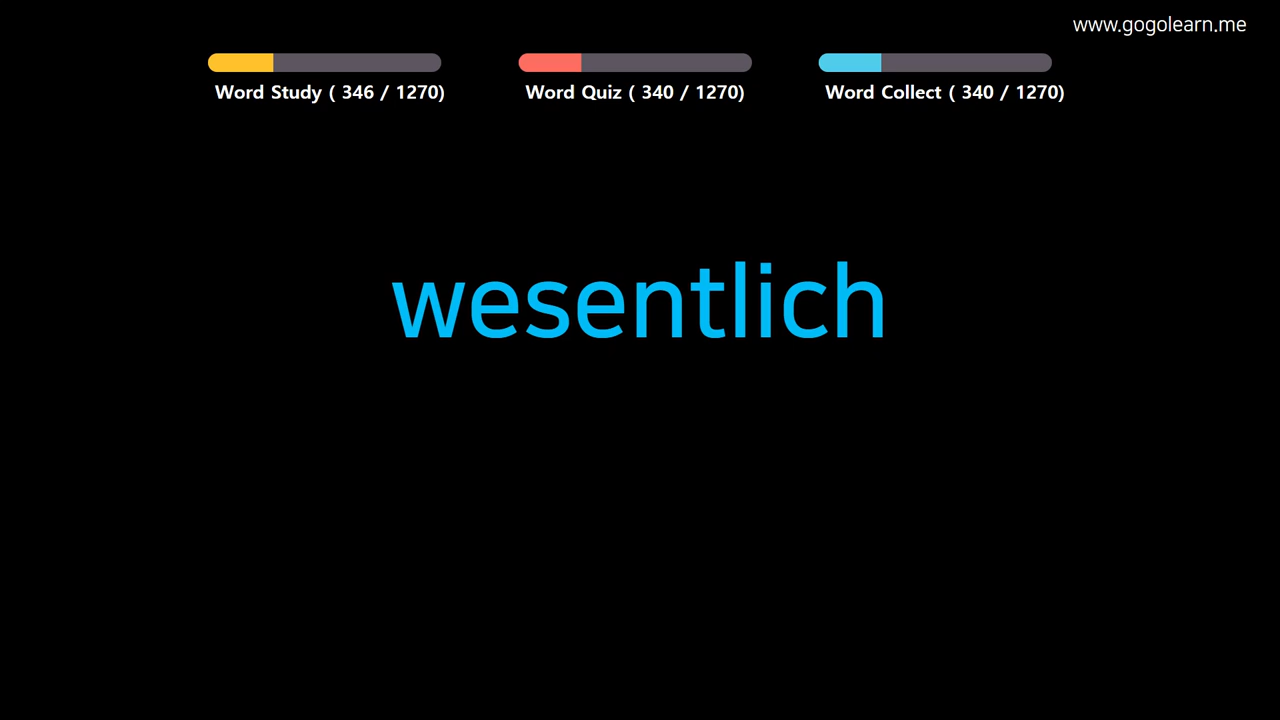 www.gogolearn.me
Word Study ( 346 / 1270)
Word Quiz ( 340 / 1270)
Word Collect ( 340 / 1270)
wesentlich